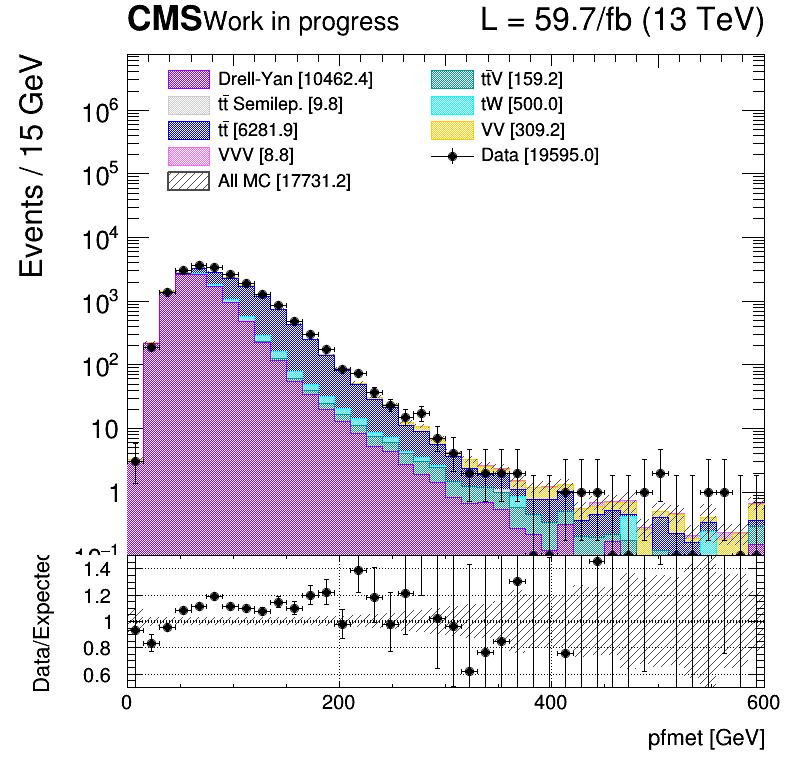 CMS Work in progress L = 59.7/fb (13 TeV)
Events / 15 GeV
Drell-Yan [10462.4]
tt̄ Semilep. [9.8]
tt̄ [6281.9]
VVV [8.8]
All MC [17731.2]
tt̄V [159.2]
tW [500.0]
VV [309.2]
Data [19595.0]
10⁶
10⁵
10⁴
10³
10²
10
1
10⁻¹
Data/Expected
1.4
1.2
1
0.8
0.6
0 200 400 600
pfmet [GeV]